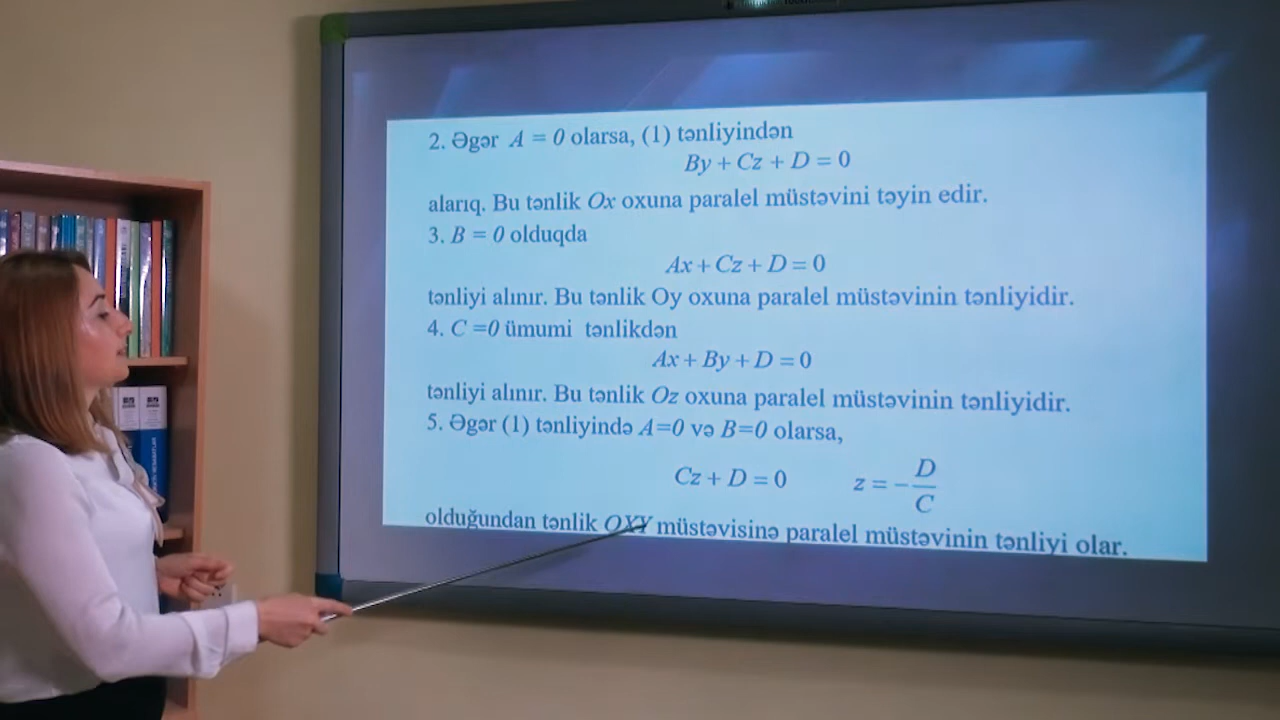 2. Əgər A = 0 olarsa, (1) tənliyindən
By + Cz + D = 0
alarıq. Bu tənlik Ox oxuna paralel müstəvini təyin edir.
3. B = 0 olduqda
Ax + Cz + D = 0
tənliyi alınır. Bu tənlik Oy oxuna paralel müstəvinin tənliyidir.
4. C =0 ümumi tənlikdən
Ax + By + D = 0
tənliyi alınır. Bu tənlik Oz oxuna paralel müstəvinin tənliyidir.
5. Əgər (1) tənliyində A=0 və B=0 olarsa,
Cz + D = 0 z = -D/C
olduğundan tənlik OXY müstəvisinə paralel müstəvinin tənliyi olar.